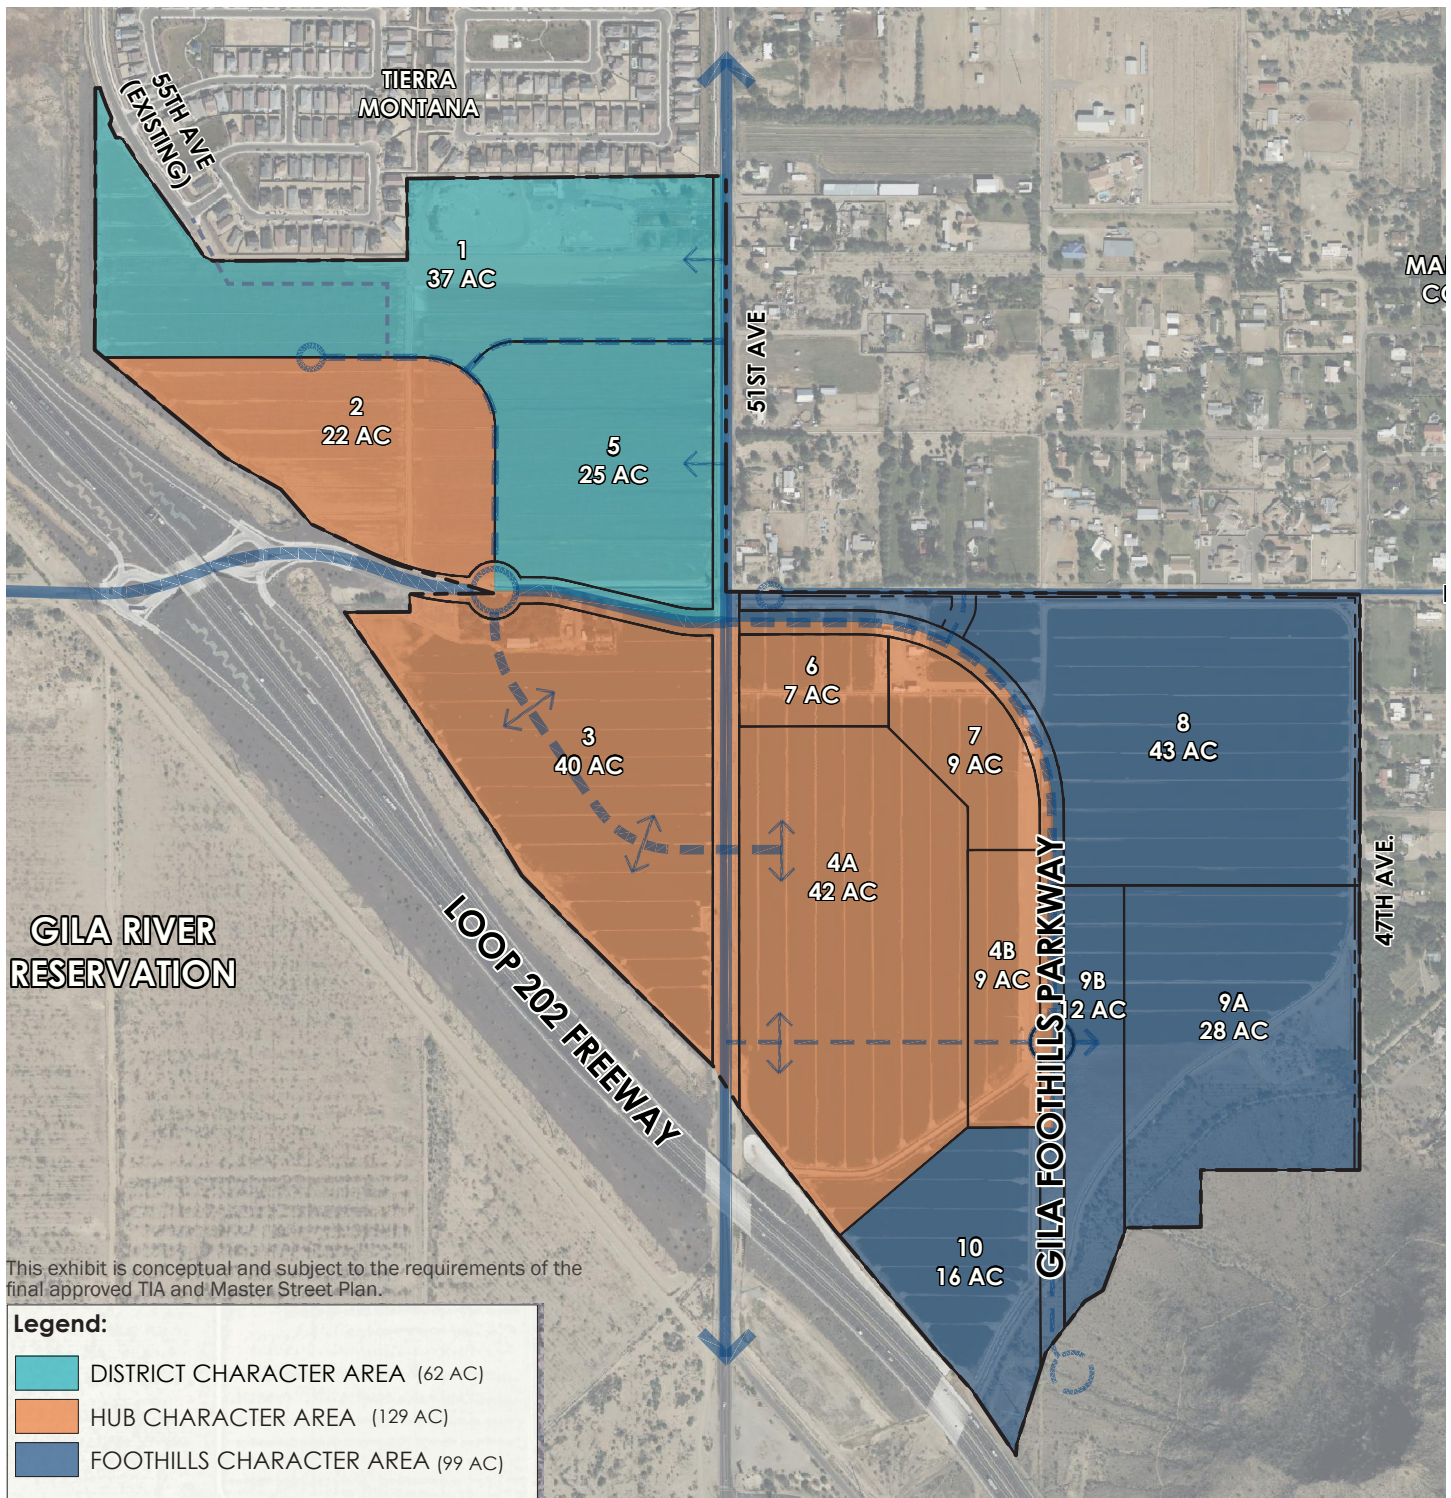 TIERRA
MONTANA
55TH AVE
(EXISTING)
1
37 AC
51ST AVE
2
22 AC
5
25 AC
6
7 AC
7
9 AC
8
43 AC
3
40 AC
4A
42 AC
4B
9 AC
9B
12 AC
9A
28 AC
47TH AVE.
GILA FOOTHILLS PARKWAY
GILA RIVER
RESERVATION
LOOP 202 FREEWAY
10
16 AC
This exhibit is conceptual and subject to the requirements of the
final approved TIA and Master Street Plan.
Legend:
DISTRICT CHARACTER AREA (62 AC)
HUB CHARACTER AREA (129 AC)
FOOTHILLS CHARACTER AREA (99 AC)